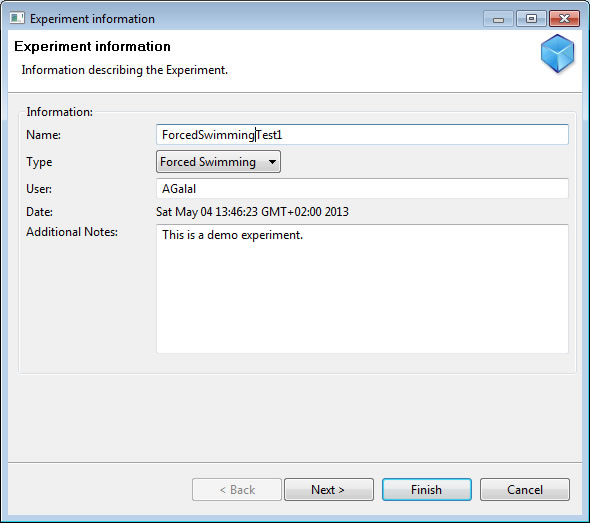 Experiment information
Experiment information
Information describing the Experiment.
Information:
Name: ForcedSwimmingTest1
Type Forced Swimming
User: AGalal
Date: Sat May 04 13:46:23 GMT+02:00 2013
Additional Notes: This is a demo experiment.
< Back Next > Finish Cancel